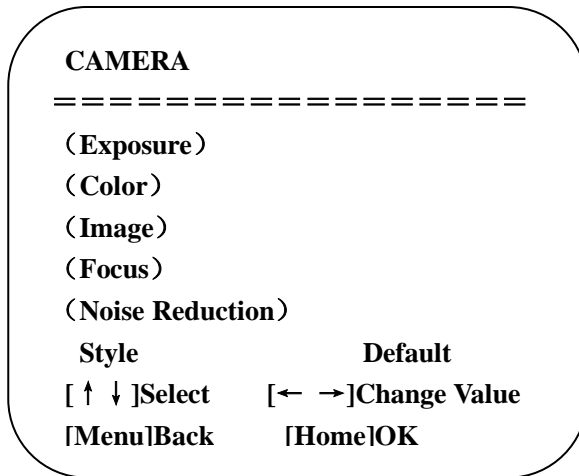 CAMERA
==================
（Exposure）
（Color）
（Image）
（Focus）
（Noise Reduction）
Style Default
[ ↑ ↓ ]Select [← →]Change Value
[Menu]Back [Home]OK